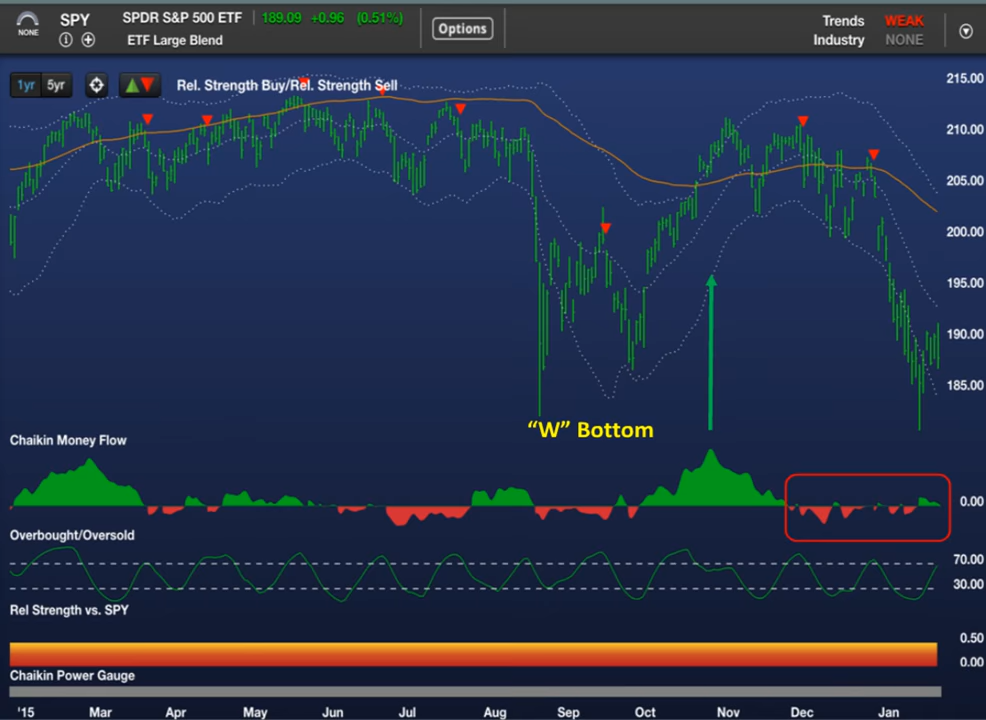 SPY
SPDR S&P 500 ETF 189.09 +0.96 (0.51%)
ETF Large Blend
NONE
Options
Trends WEAK
Industry NONE
1yr 5yr
Rel. Strength Buy/Rel. Strength Sell
215.00
210.00
205.00
200.00
195.00
190.00
185.00
“W” Bottom
Chaikin Money Flow
0.00
Overbought/Oversold
70.00
30.00
Rel Strength vs. SPY
0.50
0.00
Chaikin Power Gauge
'15 Mar Apr May Jun Jul Aug Sep Oct Nov Dec Jan